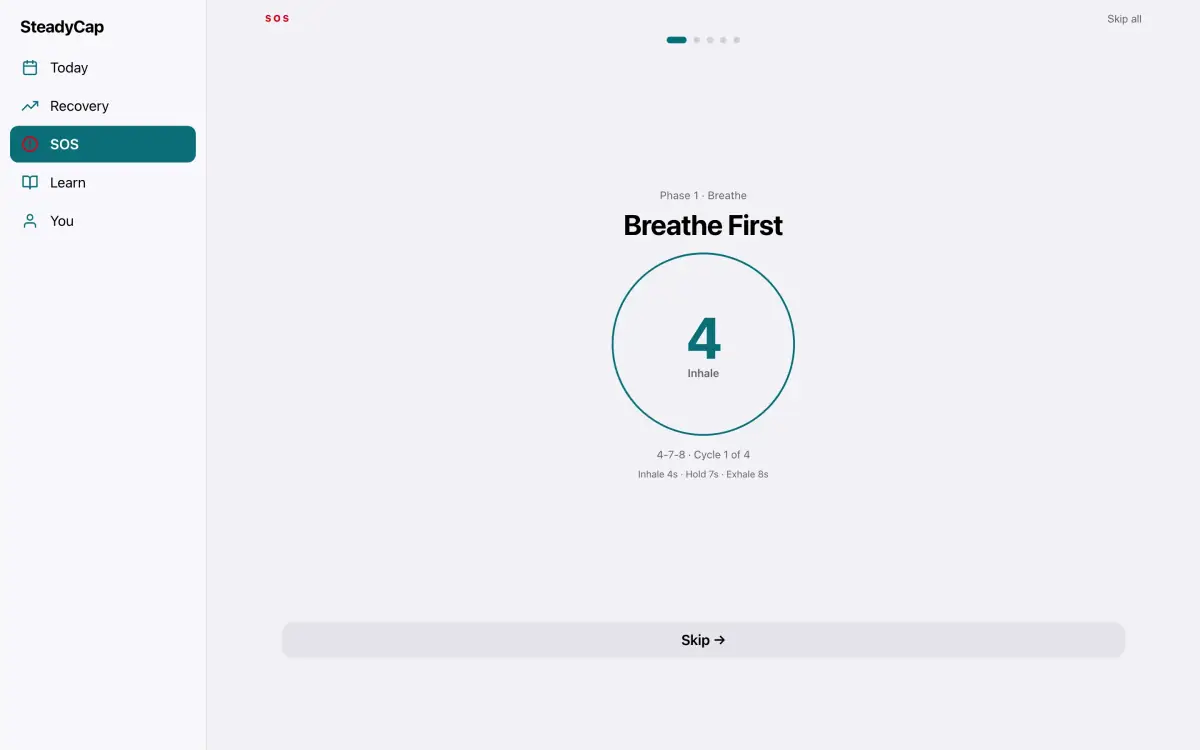 SteadyCap
Today
Recovery
SOS
Learn
You
SOS
Skip all
Phase 1 · Breathe
Breathe First
4
Inhale
4-7-8 · Cycle 1 of 4
Inhale 4s · Hold 7s · Exhale 8s
Skip →